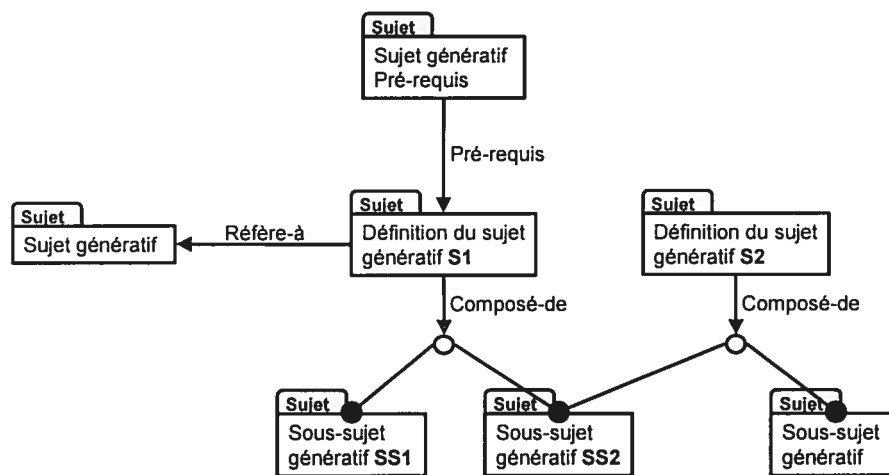 Sujet
Sujet génératif
Pré-requis
Pré-requis
Sujet
Sujet génératif
Réfère-à
Sujet
Définition du sujet
génératif S1
Sujet
Définition du sujet
génératif S2
Composé-de
Composé-de
Sujet
Sous-sujet
génératif SS1
Sujet
Sous-sujet
génératif SS2
Sujet
Sous-sujet
génératif